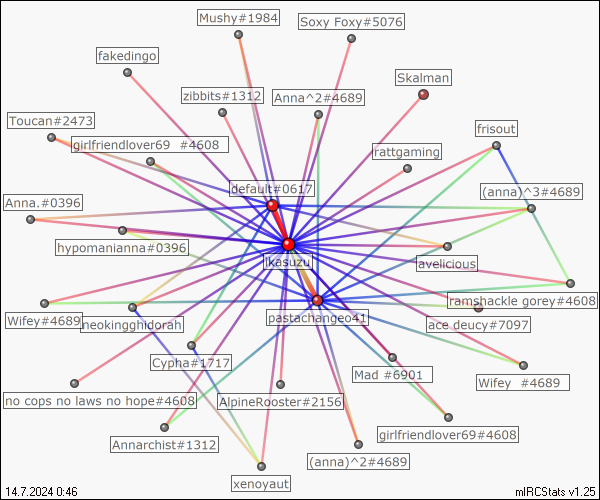 Mushy#1984
Soxy Foxy#5076
fakedingo
Skalman
zibbits#1312
Anna^2#4689
Toucan#2473
frisout
girlfriendlover69 #4608
rattgaming
default#0617
(anna)^3#4689
Anna.#0396
hypomanianna#0396
jkasuzu
avelicious
ramshackle gorey#4608
Wifey#4689
neokingghidorah
pastachangeo41
ace deucy#7097
Cypha#1717
Mad #6901
Wifey #4689
no cops no laws no hope#4608
AlpineRooster#2156
Annarchist#1312
girlfriendlover69#4608
(anna)^2#4689
xenoyaut
14.7.2024 0:46
mIRCStats v1.25